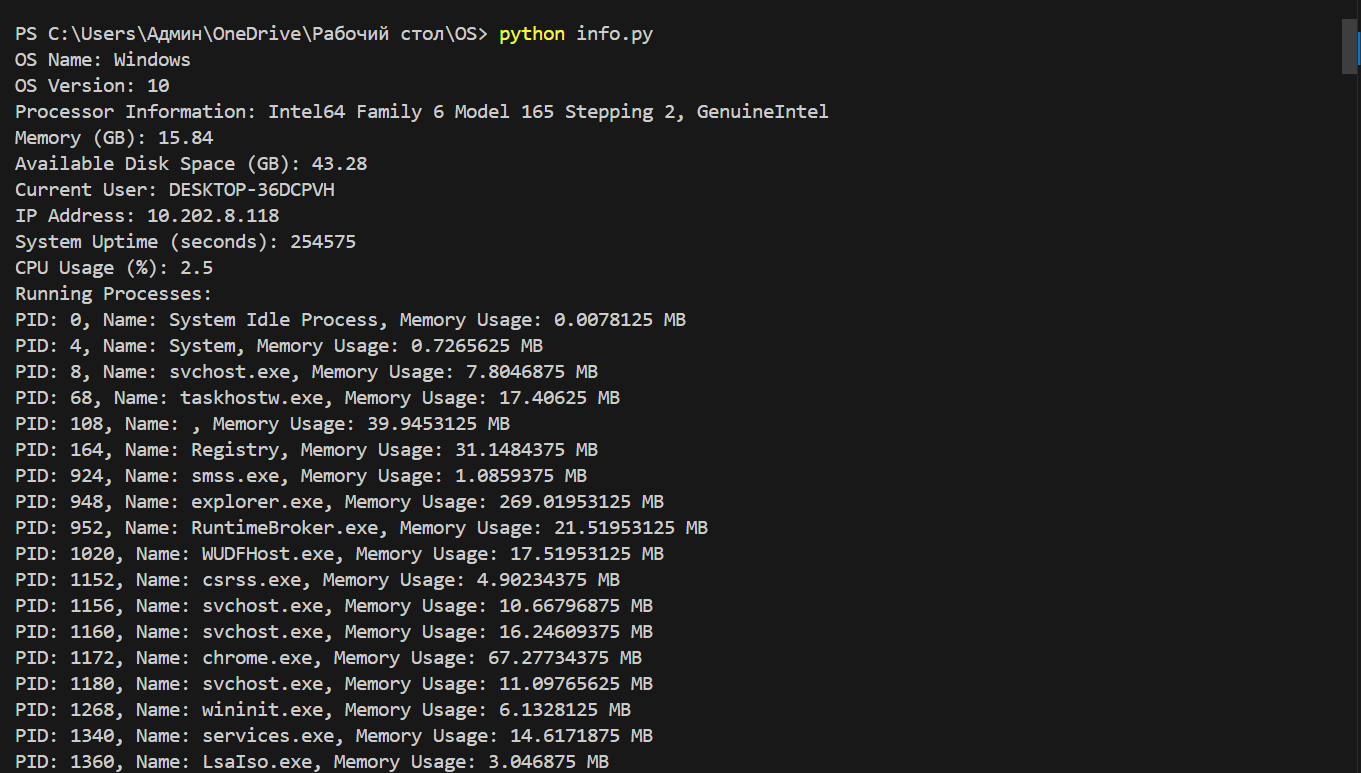 PS C:\Users\Админ\OneDrive\Рабочий стол\OS> python info.py
OS Name: Windows
OS Version: 10
Processor Information: Intel64 Family 6 Model 165 Stepping 2, GenuineIntel
Memory (GB): 15.84
Available Disk Space (GB): 43.28
Current User: DESKTOP-36DCPVH
IP Address: 10.202.8.118
System Uptime (seconds): 254575
CPU Usage (%): 2.5
Running Processes:
PID: 0, Name: System Idle Process, Memory Usage: 0.0078125 MB
PID: 4, Name: System, Memory Usage: 0.7265625 MB
PID: 8, Name: svchost.exe, Memory Usage: 7.8046875 MB
PID: 68, Name: taskhostw.exe, Memory Usage: 17.40625 MB
PID: 108, Name: , Memory Usage: 39.9453125 MB
PID: 164, Name: Registry, Memory Usage: 31.1484375 MB
PID: 924, Name: smss.exe, Memory Usage: 1.0859375 MB
PID: 948, Name: explorer.exe, Memory Usage: 269.01953125 MB
PID: 952, Name: RuntimeBroker.exe, Memory Usage: 21.51953125 MB
PID: 1020, Name: WUDFHost.exe, Memory Usage: 17.51953125 MB
PID: 1152, Name: csrss.exe, Memory Usage: 4.90234375 MB
PID: 1156, Name: svchost.exe, Memory Usage: 10.66796875 MB
PID: 1160, Name: svchost.exe, Memory Usage: 16.24609375 MB
PID: 1172, Name: chrome.exe, Memory Usage: 67.27734375 MB
PID: 1180, Name: svchost.exe, Memory Usage: 11.09765625 MB
PID: 1268, Name: wininit.exe, Memory Usage: 6.1328125 MB
PID: 1340, Name: services.exe, Memory Usage: 14.6171875 MB
PID: 1360, Name: LsaIso.exe, Memory Usage: 3.046875 MB